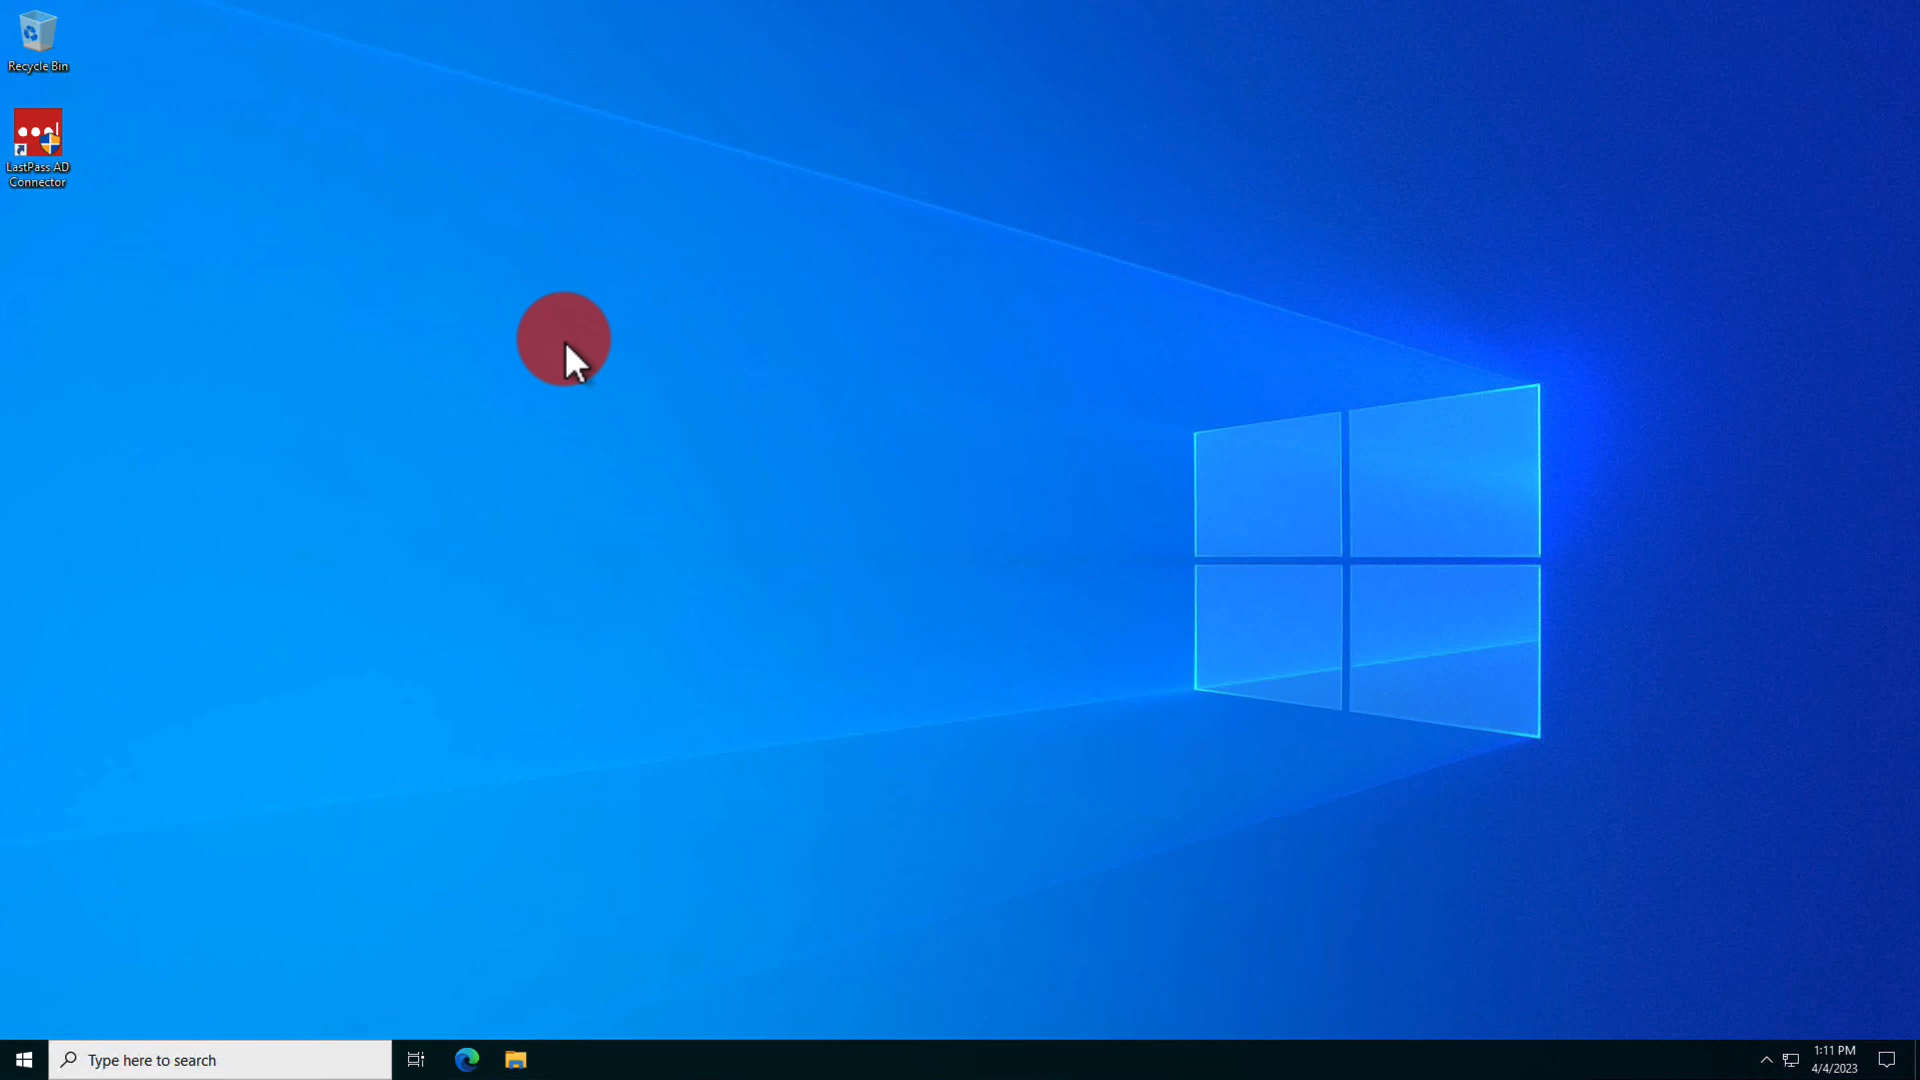 Recycle Bin
LastPass AD
Connector
Type here to search
1:11 PM
4/4/2023